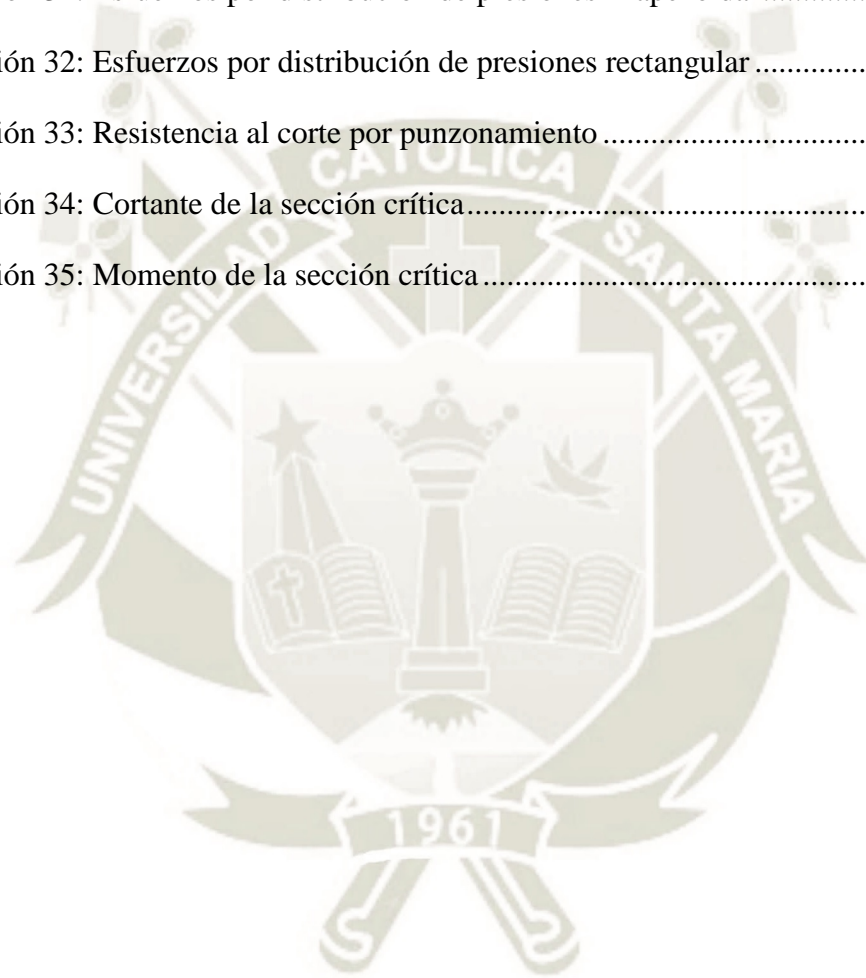 ión 32: Esfuerzos por distribución de presiones rectangular ..............
ión 33: Resistencia al corte por punzonamiento ..............................
ión 34: Cortante de la sección crítica.............................................
ión 35: Momento de la sección crítica ...........................................
UNIVERSIDAD CATOLICA SANTA MARIA
1961